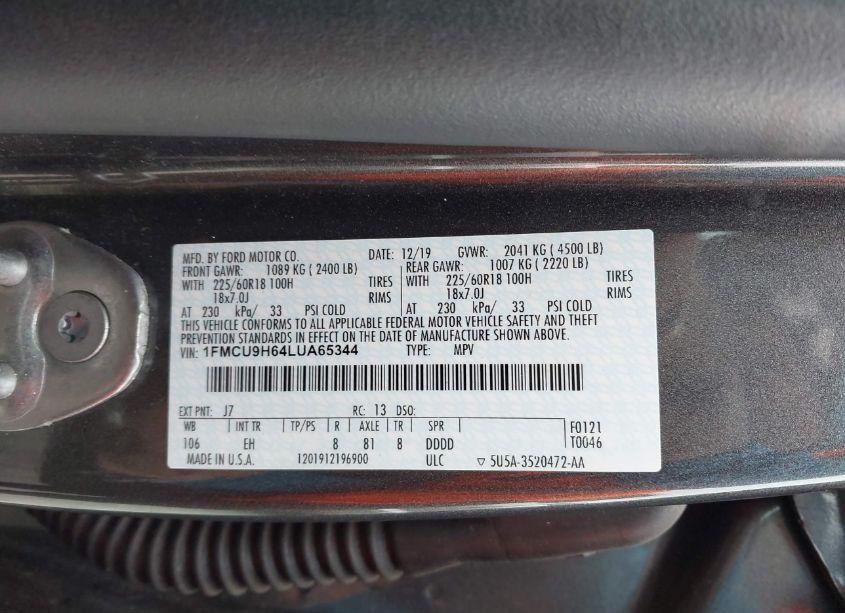 MFD. BY FORD MOTOR CO. DATE: 12/19 GVWR: 2041 KG ( 4500 LB)
FRONT GAWR: 1089 KG ( 2400 LB) REAR GAWR: 1007 KG ( 2220 LB)
WITH 225/60R18 100H TIRES WITH 225/60R18 100H TIRES
18x7.0J RIMS 18x7.0J RIMS
AT 230 kPa/ 33 PSI COLD AT 230 kPa/ 33 PSI COLD
THIS VEHICLE CONFORMS TO ALL APPLICABLE FEDERAL MOTOR VEHICLE SAFETY AND THEFT
PREVENTION STANDARDS IN EFFECT ON THE DATE OF MANUFACTURE SHOWN ABOVE.
VIN: 1FMCU9H64LUA65344 TYPE: MPV
EXT PNT: J7 RC: 13 DSO:
WB INT TR TP/PS R AXLE TR SPR F0121
106 EH 8 81 8 DDDD T0046
MADE IN U.S.A. 1201912196900 ULC ▽ 5U5A-3520472-AA